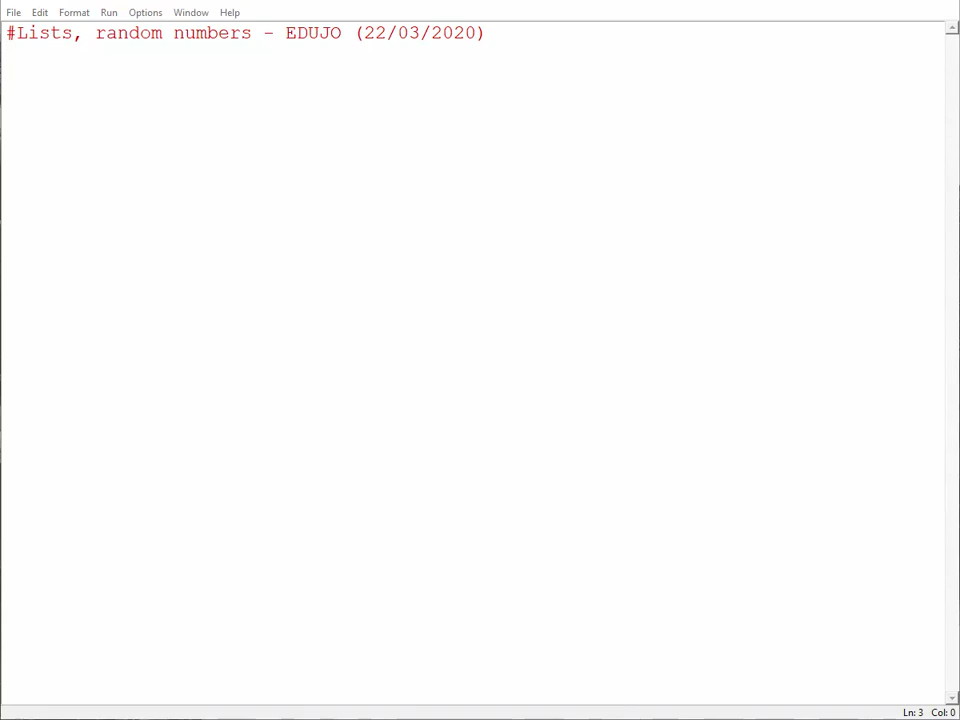 File Edit Format Run Options Window Help
#Lists, random numbers - EDUJO (22/03/2020)
Ln: 3 Col: 0